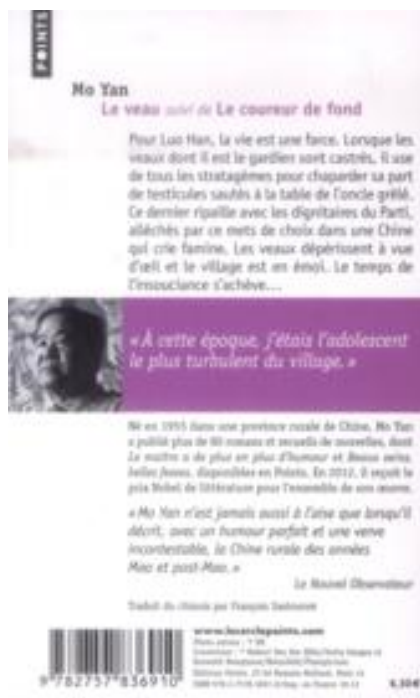 POINTS
Mo Yan
Le veau suivi de Le coureur de fond
Pour Luo Han, la vie est une farce. Lorsque les
veaux dont il est le gardien sont castrés, il use
de tous les stratagèmes pour chaparder sa part
de testicules sautés à la table de l'oncle grêlé.
Ce dernier ripaille avec les dignitaires du Parti,
alléchés par ce mets de choix dans une Chine
qui crie famine. Les veaux dépérissent à vue
d'œil et le village est en émoi. Le temps de
l'insouciance s'achève...
« À cette époque, j'étais l'adolescent
le plus turbulent du village. »
Né en 1955 dans une province rurale de Chine, Mo Yan
a publié plus de 80 romans et recueils de nouvelles, dont
Le maître a de plus en plus d'humour et Beaux seins,
belles fesses, disponibles en Points. En 2012, il reçoit le
prix Nobel de littérature pour l'ensemble de son œuvre.
« Mo Yan n'est jamais aussi à l'aise que lorsqu'il
décrit, avec un humour parfait et une verve
incontestable, la Chine rurale des années
Mao et post-Mao. »
Le Nouvel Observateur
Traduit du chinois par François
www.lecerclepoints.com
9 782757 836910